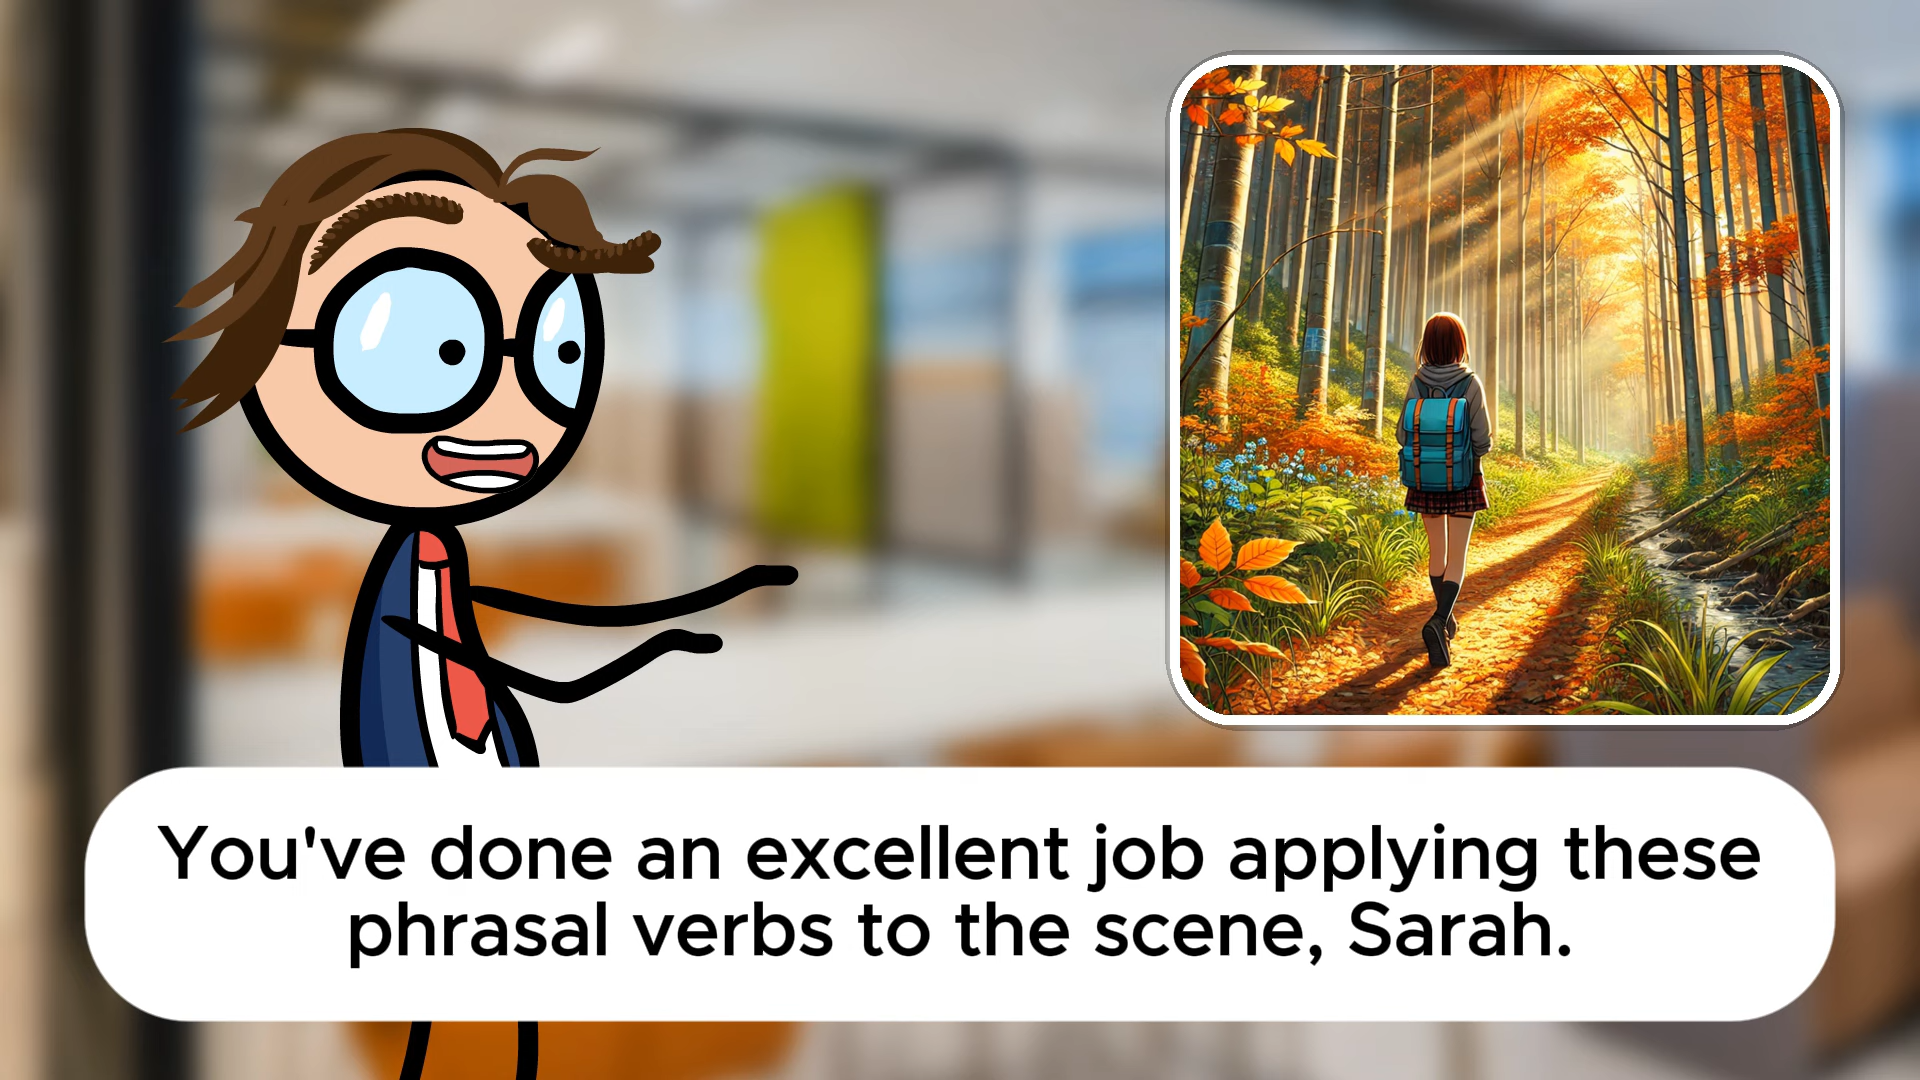 You've done an excellent job applying these
phrasal verbs to the scene, Sarah.